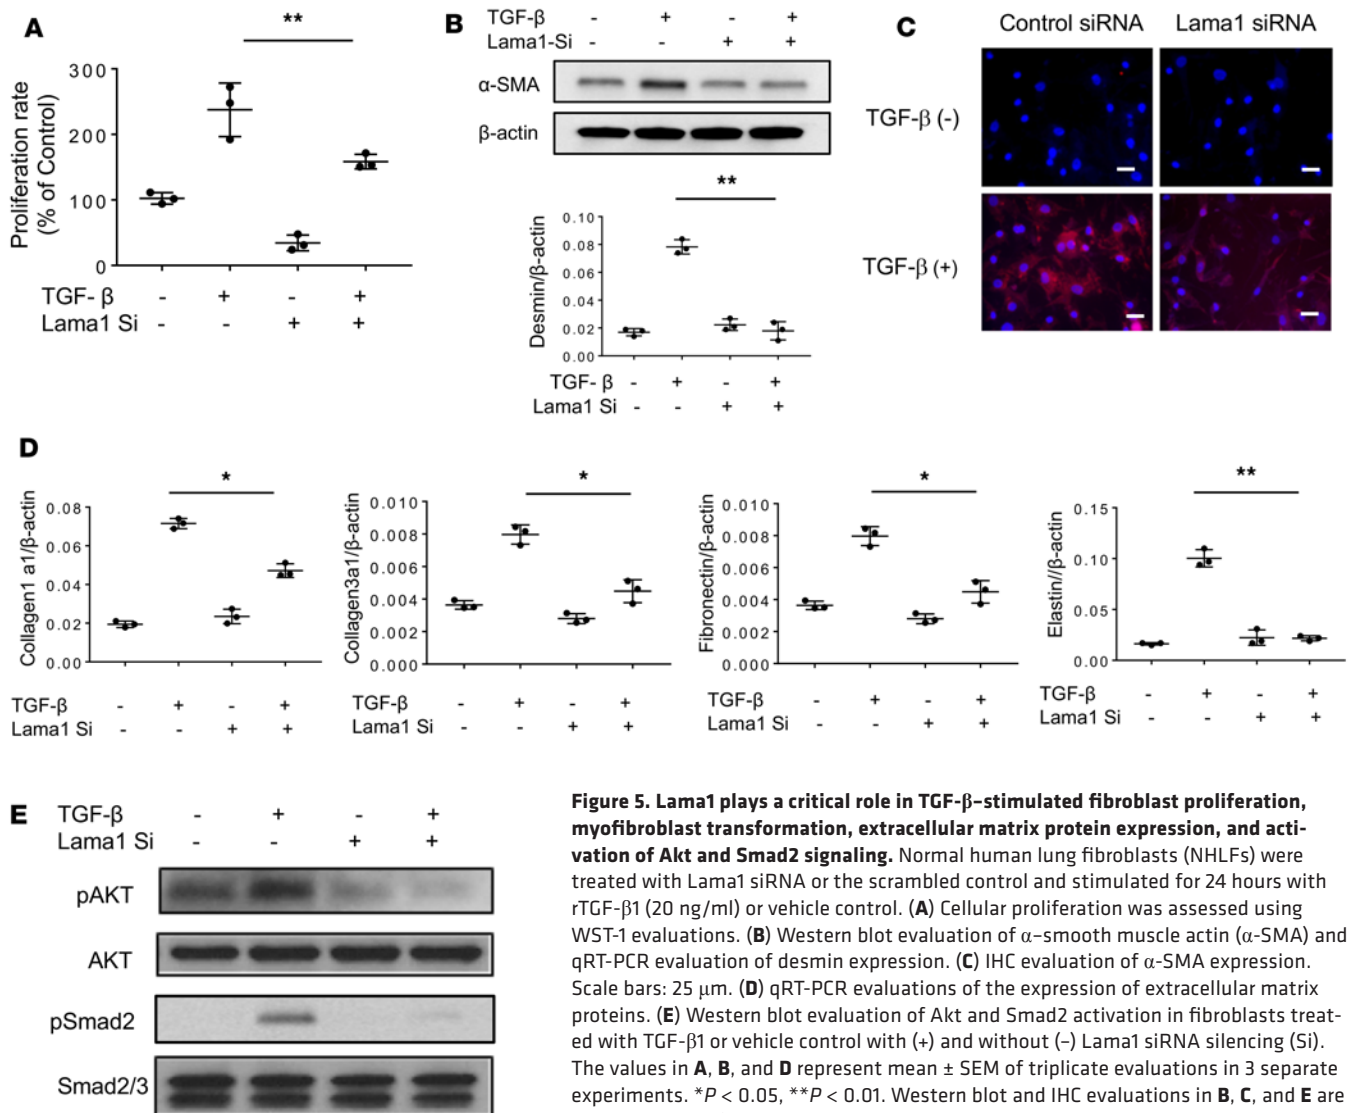 A
**
300
200
100
0
Proliferation rate
(% of Control)
TGF- β - + - +
Lama1 Si - - + +
B
TGF-β - + - +
Lama1-Si - - + +
α-SMA
β-actin
**
0.10
0.08
0.06
0.04
0.02
0.00
Desmin/β-actin
TGF- β - + - +
Lama1 Si - - + +
C
Control siRNA Lama1 siRNA
TGF-β (-)
TGF-β (+)
D
*
0.08
0.06
0.04
0.02
0.00
Collagen1 a1/β-actin
TGF-β - + - +
Lama1 Si - - + +
*
0.010
0.008
0.006
0.004
0.002
0.000
Collagen3a1/β-actin
TGF-β - + - +
Lama1 Si - - + +
*
0.010
0.008
0.006
0.004
0.002
0.000
Fibronectin/β-actin
TGF-β - + - +
Lama1 Si - - + +
**
0.15
0.10
0.05
0.00
Elastin//β-actin
TGF-β - + - +
Lama1 Si - - + +
E
TGF-β - + - +
Lama1 Si - - + +
pAKT
AKT
pSmad2
Smad2/3
Figure 5. Lama1 plays a critical role in TGF-β–stimulated fibroblast proliferation,
myofibroblast transformation, extracellular matrix protein expression, and acti-
vation of Akt and Smad2 signaling. Normal human lung fibroblasts (NHLFs) were
treated with Lama1 siRNA or the scrambled control and stimulated for 24 hours with
rTGF-β1 (20 ng/ml) or vehicle control. (A) Cellular proliferation was assessed using
WST-1 evaluations. (B) Western blot evaluation of α–smooth muscle actin (α-SMA) and
qRT-PCR evaluation of desmin expression. (C) IHC evaluation of α-SMA expression.
Scale bars: 25 μm. (D) qRT-PCR evaluations of the expression of extracellular matrix
proteins. (E) Western blot evaluation of Akt and Smad2 activation in fibroblasts treat-
ed with TGF-β1 or vehicle control with (+) and without (–) Lama1 siRNA silencing (Si).
The values in A, B, and D represent mean ± SEM of triplicate evaluations in 3 separate
experiments. *P < 0.05, **P < 0.01. Western blot and IHC evaluations in B, C, and E are